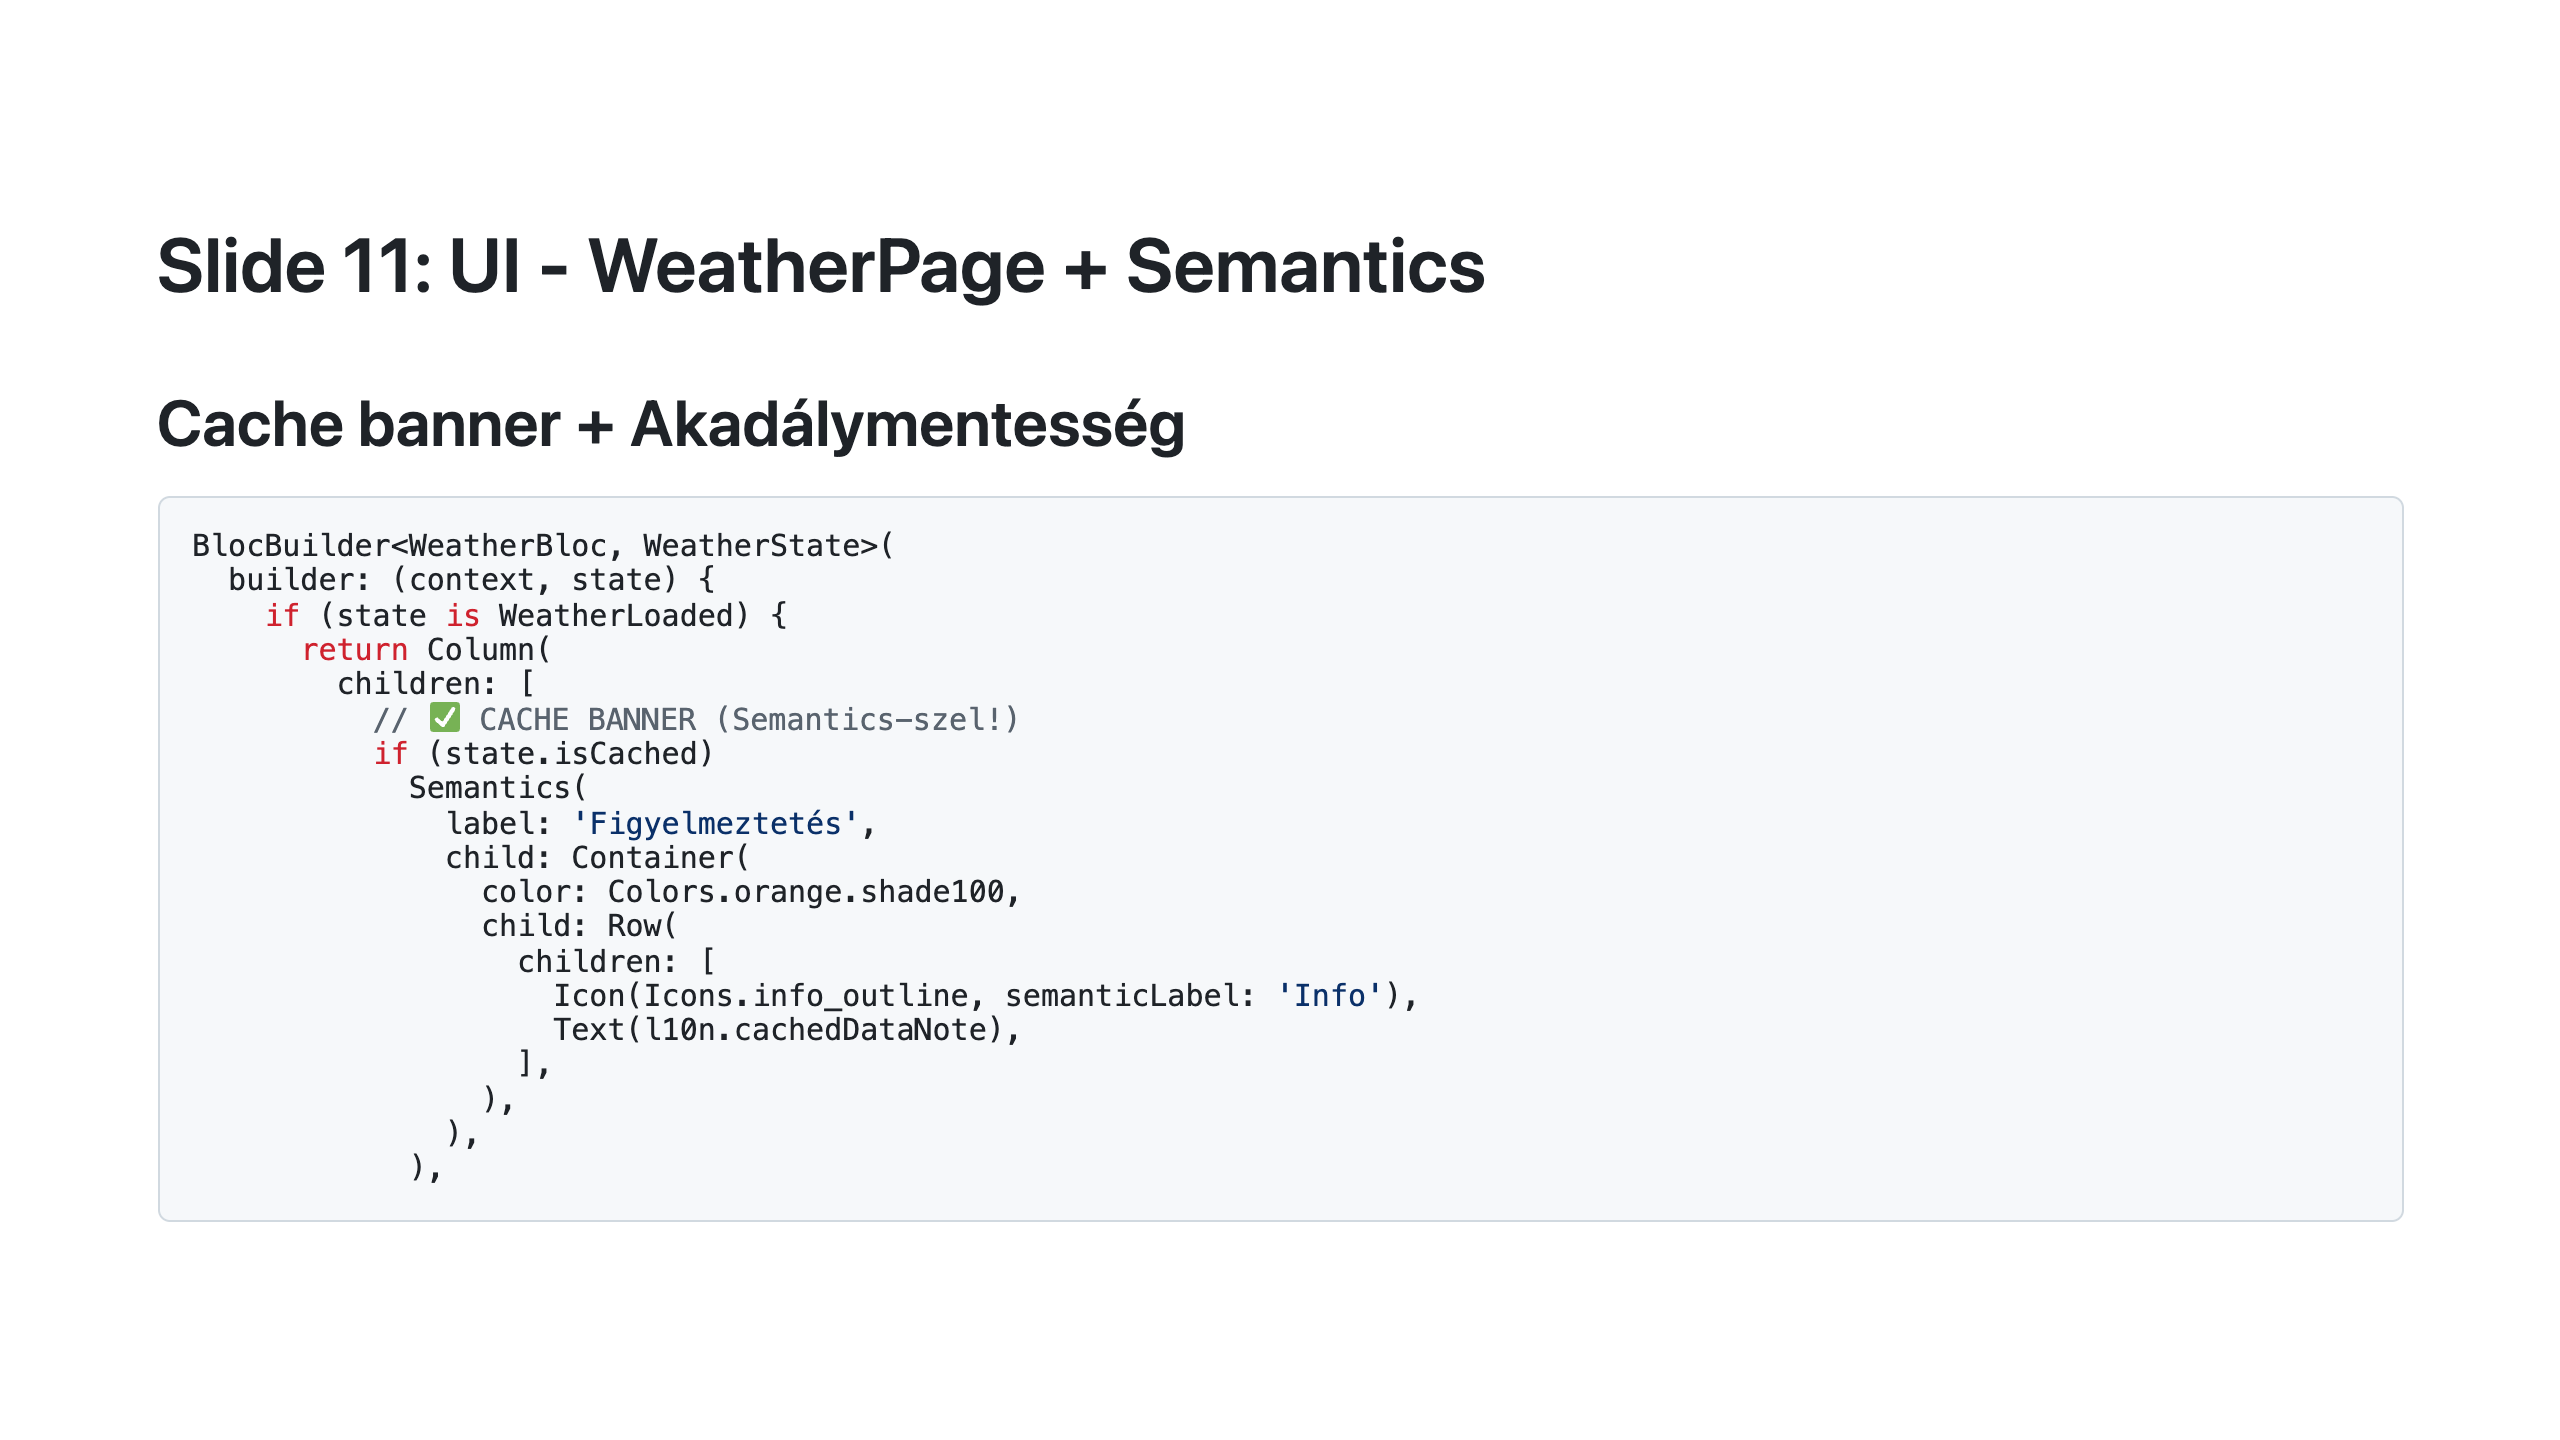 Slide 11: UI - WeatherPage + Semantics
Cache banner + Akadálymentesség
BlocBuilder<WeatherBloc, WeatherState>(
  builder: (context, state) {
    if (state is WeatherLoaded) {
      return Column(
        children: [
          // ✅ CACHE BANNER (Semantics-szel!)
          if (state.isCached)
            Semantics(
              label: 'Figyelmeztetés',
              child: Container(
                color: Colors.orange.shade100,
                child: Row(
                  children: [
                    Icon(Icons.info_outline, semanticLabel: 'Info'),
                    Text(l10n.cachedDataNote),
                  ],
                ),
              ),
            ),